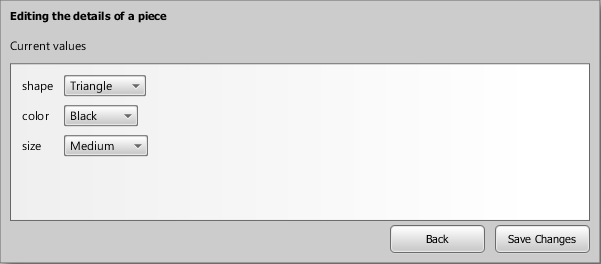 Editing the details of a piece
Current values
shape Triangle
color Black
size Medium
Back Save Changes